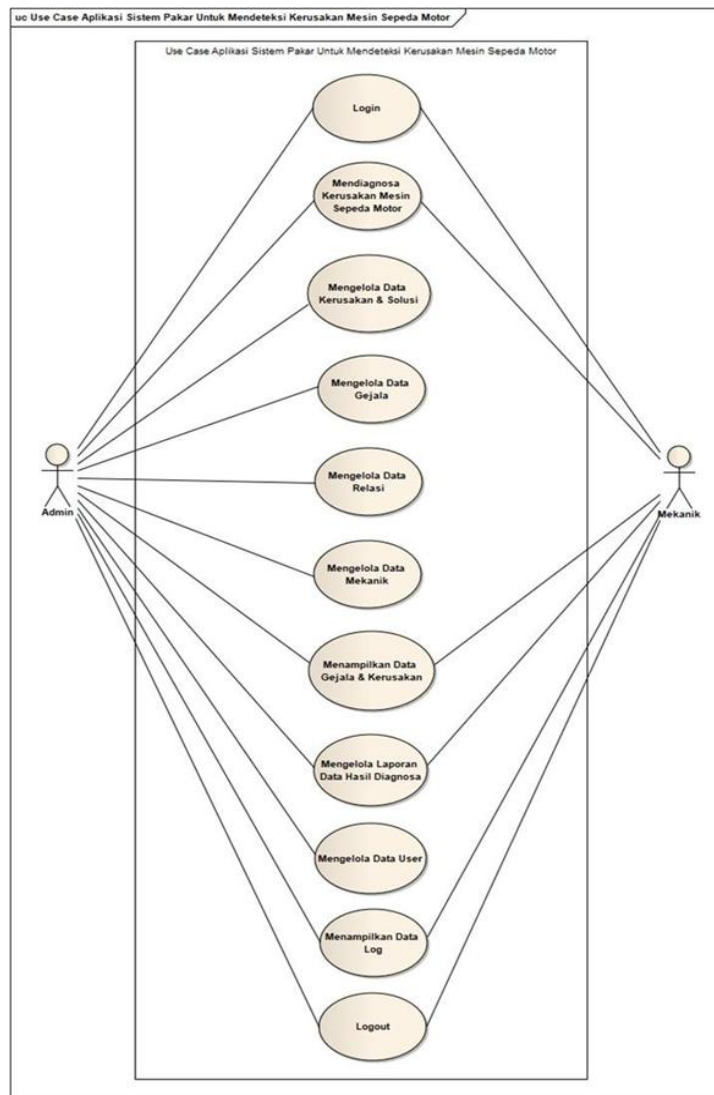 uc Use Case Aplikasi Sistem Pakar Untuk Mendeteksi Kerusakan Mesin Sepeda Motor
Use Case Aplikasi Sistem Pakar Untuk Mendeteksi Kerusakan Mesin Sepeda Motor
Login
Mendiagnosa
Kerusakan Mesin
Sepeda Motor
Mengelola Data
Kerusakan & Solusi
Mengelola Data
Gejala
Admin
Mekanik
Mengelola Data
Relasi
Mengelola Data
Mekanik
Menampilkan Data
Gejala & Kerusakan
Mengelola Laporan
Data Hasil Diagnosa
Mengelola Data User
Menampilkan Data
Log
Logout